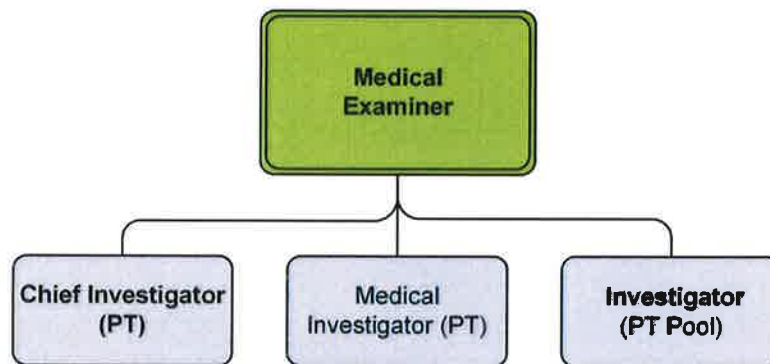 Medical
Examiner
Chief Investigator
(PT)
Medical
Investigator (PT)
Investigator
(PT Pool)